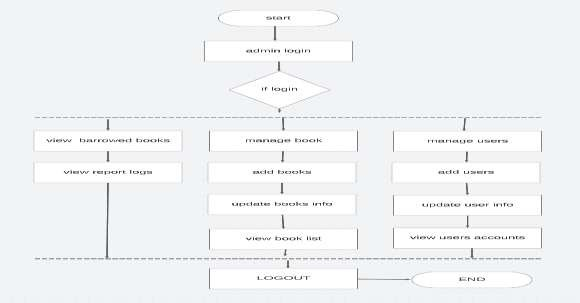 start
admin login
if login
view barrowed books
manage book
manage users
view report logs
add books
add users
update books info
update user info
view book list
view users accounts
LOGOUT
END